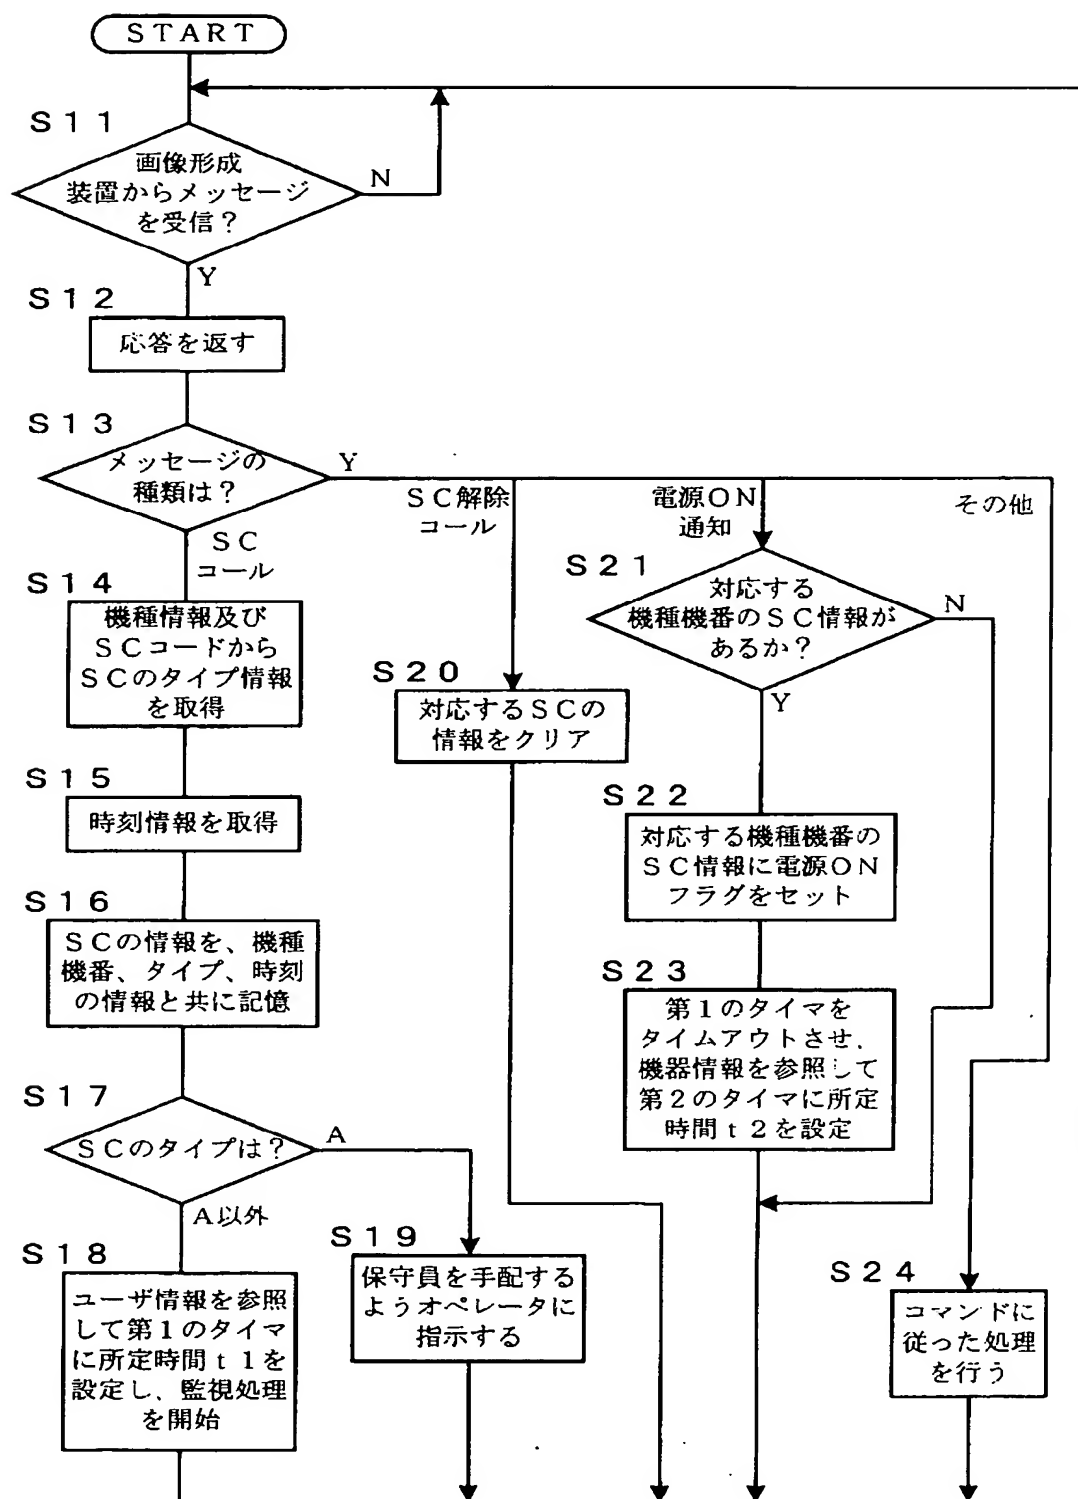 START
S11
画像形成
装置からメッセージ
を受信?
N
Y
S12
応答を返す
S13
メッセージの
種類は?
Y
SC
コール
SC解除
コール
電源ON
通知
その他
S14
機種情報及び
SCコードから
SCのタイプ情報
を取得
S15
時刻情報を取得
S16
SCの情報を、機種
機番、タイプ、時刻
の情報と共に記憶
S17
SCのタイプは?
A
A以外
S18
ユーザ情報を参照
して第1のタイマ
に所定時間t1を
設定し、監視処理
を開始
S19
保守員を手配する
ようオペレータに
指示する
S20
対応するSCの
情報をクリア
S21
対応する
機種機番のSC情報が
あるか?
N
Y
S22
対応する機種機番の
SC情報に電源ON
フラグをセット
S23
第1のタイマを
タイムアウトさせ、
機器情報を参照して
第2のタイマに所定
時間t2を設定
S24
コマンドに
従った処理
を行う